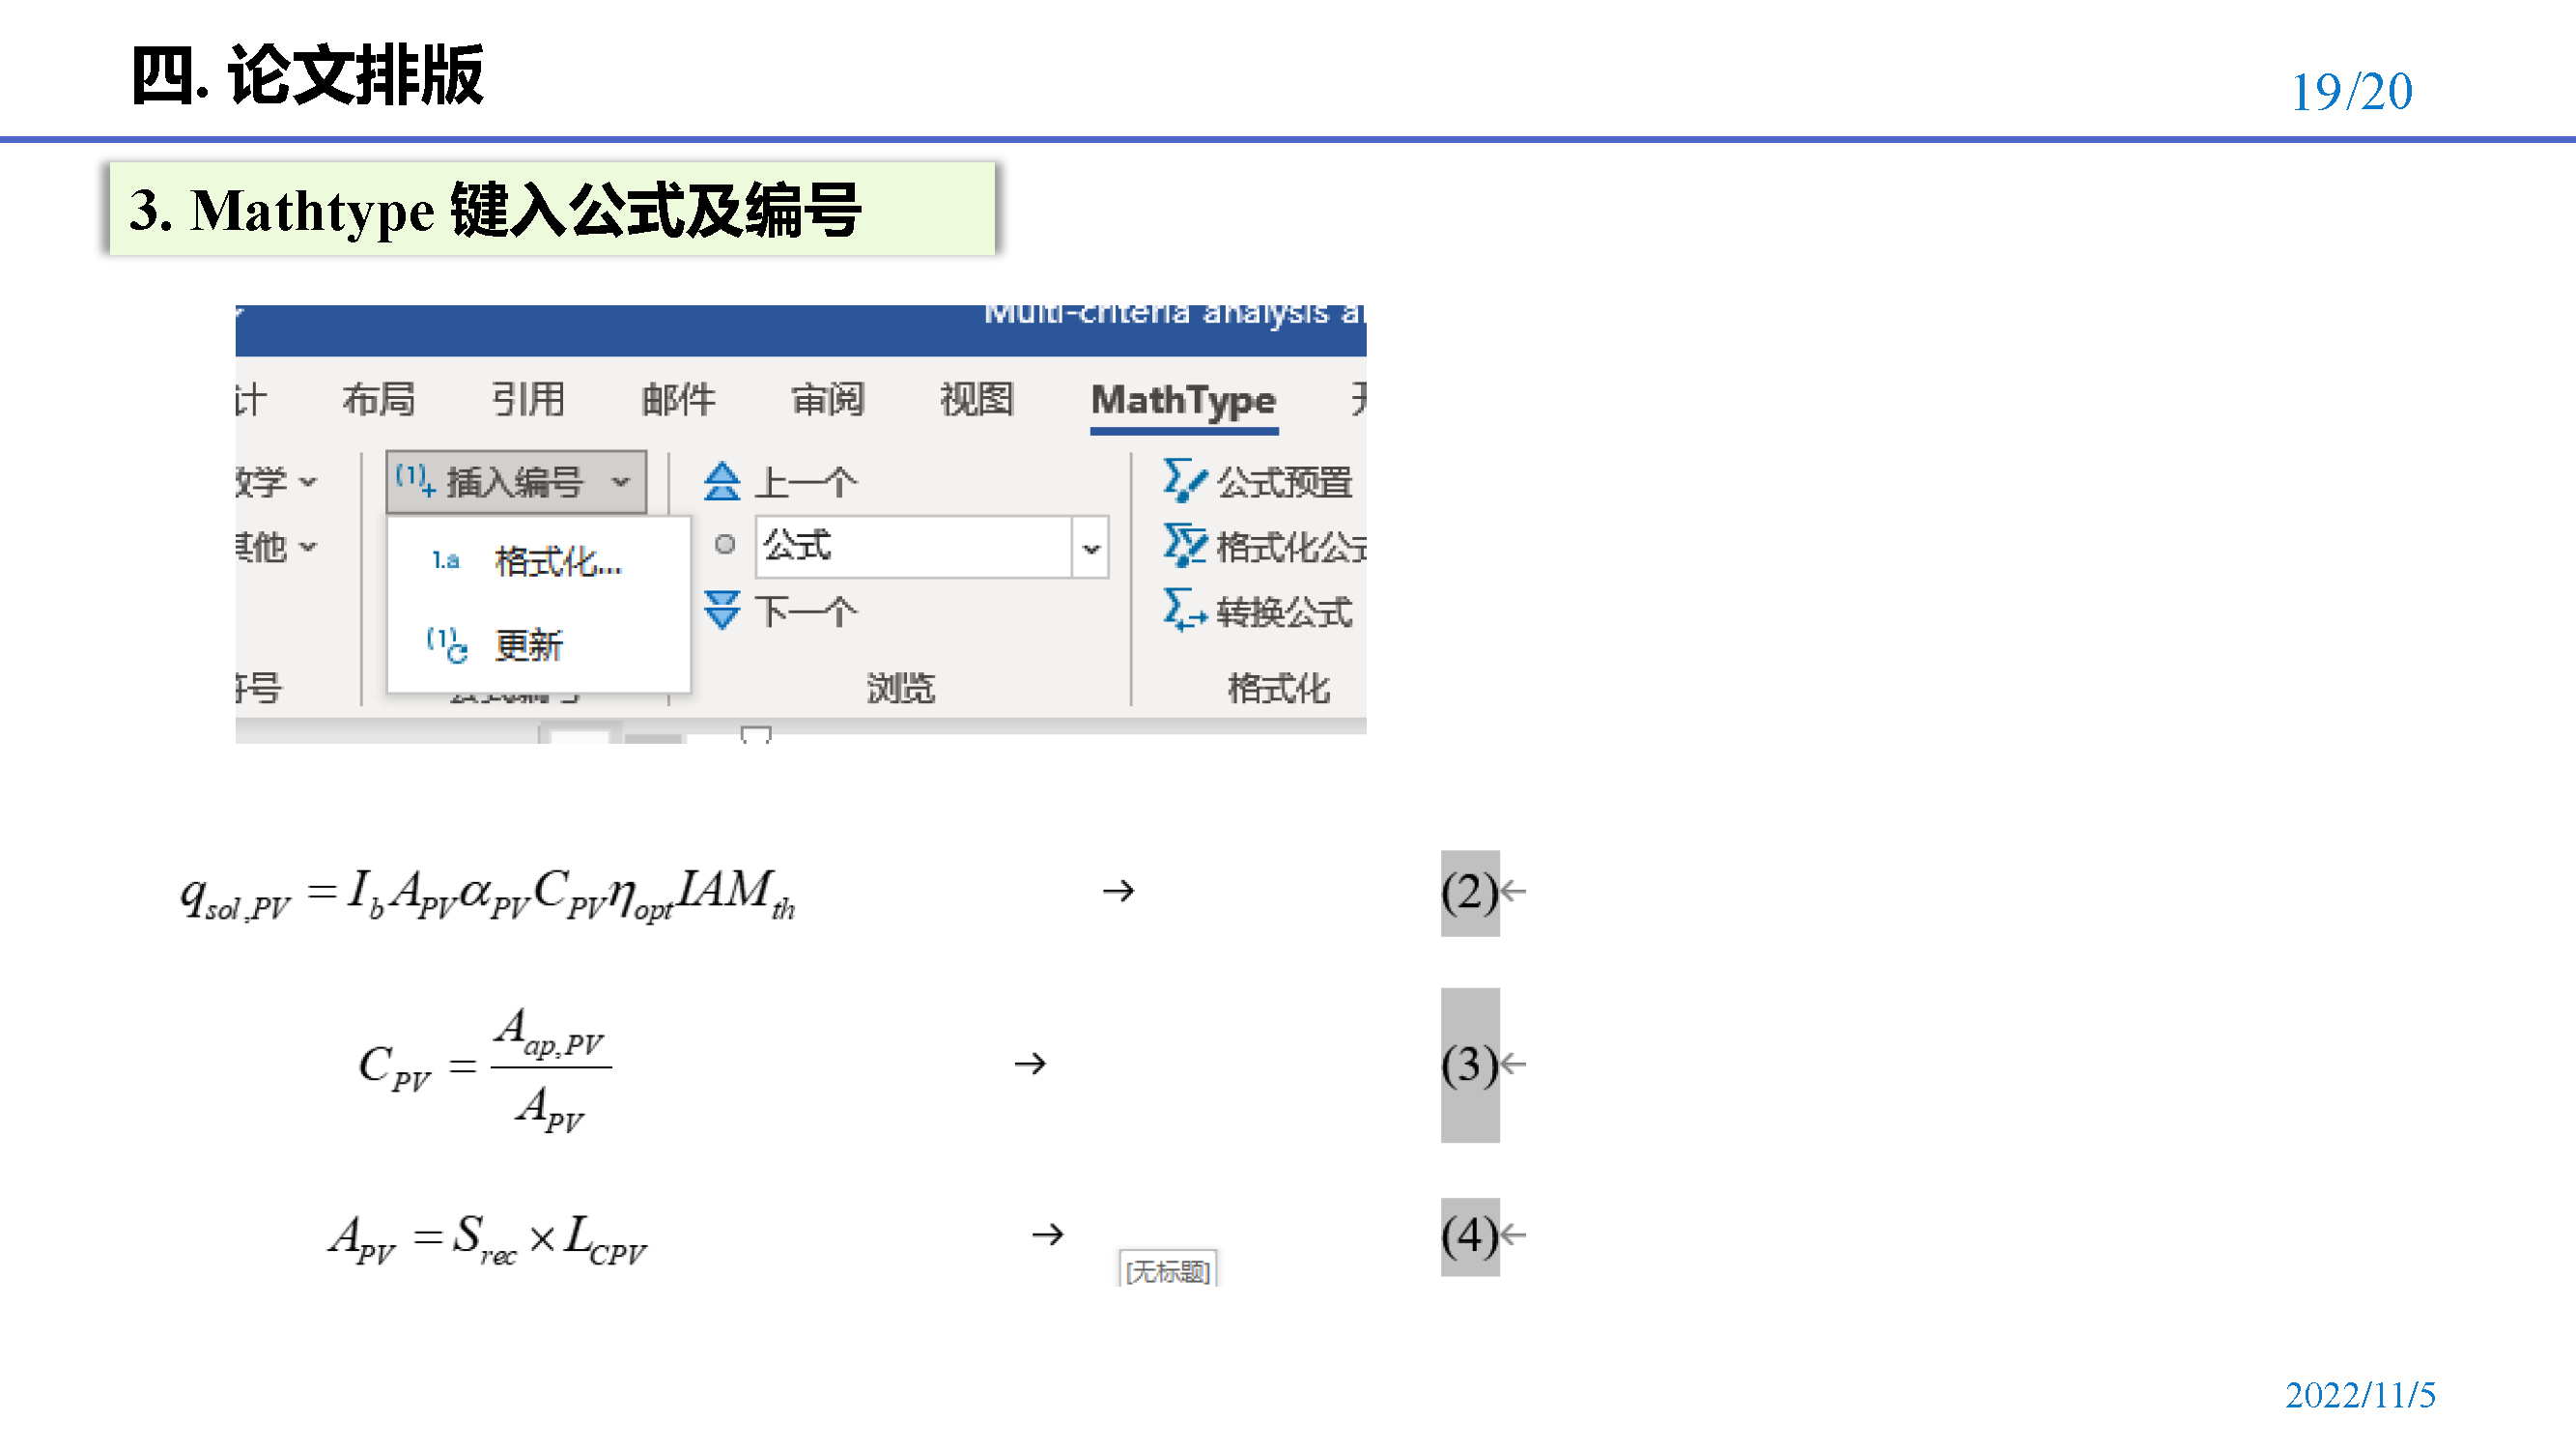 四. 论文排版
19/20
3. Mathtype 键入公式及编号
Multi-criteria analysis a
计 布局 引用 邮件 审阅 视图 MathType
数学 (1) 插入编号 上一个 公式预置
其他 1.a 格式化... 公式 格式化公式
(1) 更新 下一个 转换公式
符号 浏览 格式化
q_{sol,PV} = I_b A_{PV} α_{PV} C_{PV} η_{opt} IAM_{th} → (2)←
C_{PV} = A_{ap,PV} / A_{PV} → (3)←
A_{PV} = S_{rec} × L_{CPV} → (4)←
[无标题]
2022/11/5